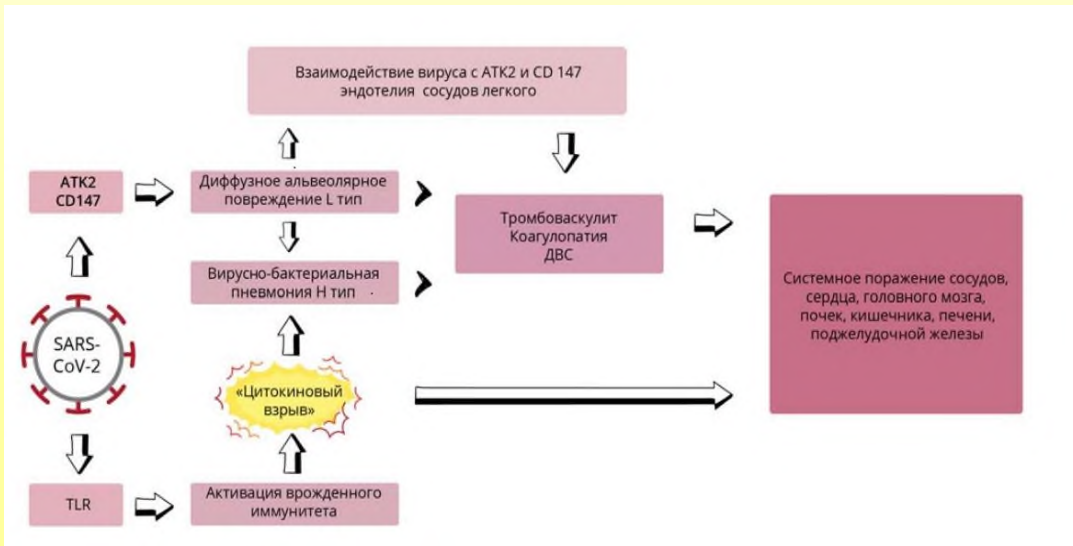 Взаимодействие вируса с АТК2 и CD 147
эндотелия сосудов легкого
АТК2
CD147
Диффузное альвеолярное
повреждение L тип
Тромбоваскулит
Коагулопатия
ДВС
Вирусно-бактериальная
пневмония Н тип
Системное поражение сосудов,
сердца, головного мозга,
почек, кишечника, печени,
поджелудочной железы
SARS-
CoV-2
«Цитокиновый
взрыв»
TLR
Активация врожденного
иммунитета